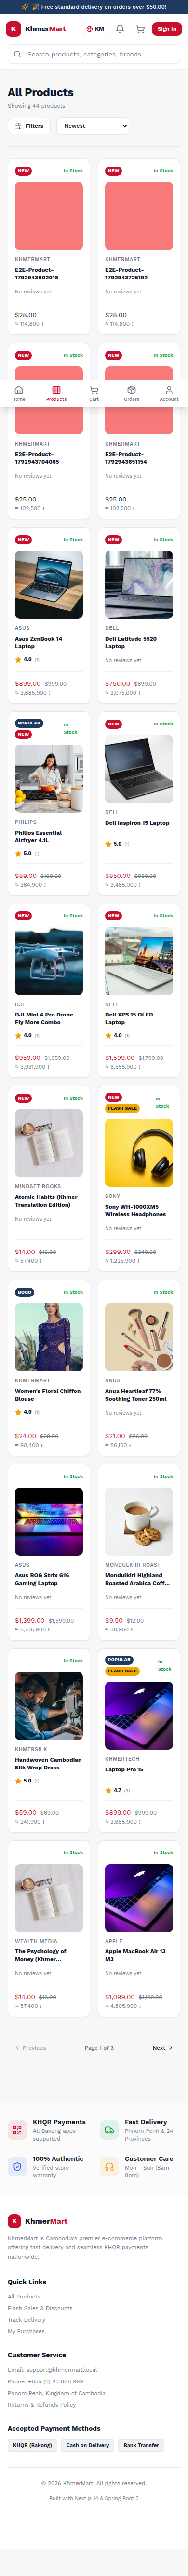 ✨ 🎉 Free standard delivery on orders over $50.00!
K KhmerMart
KM
Sign In
Search products, categories, brands...
All Products
Showing 44 products
Filters
Newest
NEW In Stock
KHMERMART
E2E-Product-1792943802018
No reviews yet
$28.00
≈ 114,800 ៛
NEW In Stock
KHMERMART
E2E-Product-1792943725192
No reviews yet
$28.00
≈ 114,800 ៛
NEW In Stock
KHMERMART
E2E-Product-1792943704065
No reviews yet
$25.00
≈ 102,500 ៛
NEW In Stock
KHMERMART
E2E-Product-1792943651154
No reviews yet
$25.00
≈ 102,500 ៛
Home
Products
Cart
Orders
Account
NEW In Stock
ASUS
Asus ZenBook 14 Laptop
4.0 (1)
$899.00 $999.00
≈ 3,685,900 ៛
NEW In Stock
DELL
Dell Latitude 5520 Laptop
No reviews yet
$750.00 $899.00
≈ 3,075,000 ៛
POPULAR
NEW
In Stock
PHILIPS
Philips Essential Airfryer 4.1L
5.0 (1)
$89.00 $109.00
≈ 364,900 ៛
NEW In Stock
DELL
Dell Inspiron 15 Laptop
5.0 (1)
$850.00 $950.00
≈ 3,485,000 ៛
NEW In Stock
DJI
DJI Mini 4 Pro Drone Fly More Combo
4.0 (1)
$959.00 $1,059.00
≈ 3,931,900 ៛
NEW In Stock
DELL
Dell XPS 15 OLED Laptop
4.0 (1)
$1,599.00 $1,799.00
≈ 6,555,900 ៛
NEW In Stock
MINDSET BOOKS
Atomic Habits (Khmer Translation Edition)
No reviews yet
$14.00 $16.00
≈ 57,400 ៛
NEW
FLASH SALE
In Stock
SONY
Sony WH-1000XM5 Wireless Headphones
No reviews yet
$299.00 $349.00
≈ 1,225,900 ៛
BOGO In Stock
KHMERMART
Women's Floral Chiffon Blouse
4.0 (1)
$24.00 $29.00
≈ 98,400 ៛
In Stock
ANUA
Anua Heartleaf 77% Soothing Toner 250ml
No reviews yet
$21.00 $26.00
≈ 86,100 ៛
In Stock
ASUS
Asus ROG Strix G16 Gaming Laptop
No reviews yet
$1,399.00 $1,599.00
≈ 5,735,900 ៛
In Stock
MONDULKIRI ROAST
Mondulkiri Highland Roasted Arabica Coff...
No reviews yet
$9.50 $12.00
≈ 38,950 ៛
In Stock
KHMERSILK
Handwoven Cambodian Silk Wrap Dress
5.0 (1)
$59.00 $69.00
≈ 241,900 ៛
POPULAR
FLASH SALE
In Stock
KHMERTECH
Laptop Pro 15
4.7 (3)
$899.00 $999.00
≈ 3,685,900 ៛
In Stock
WEALTH MEDIA
The Psychology of Money (Khmer...
No reviews yet
$14.00 $16.00
≈ 57,400 ៛
In Stock
APPLE
Apple MacBook Air 13 M3
No reviews yet
$1,099.00 $1,199.00
≈ 4,505,900 ៛
Previous
Page 1 of 3
Next
KHQR Payments
All Bakong apps supported
Fast Delivery
Phnom Penh & 24 Provinces
100% Authentic
Verified store warranty
Customer Care
Mon - Sun (8am - 8pm)
K KhmerMart
KhmerMart is Cambodia's premier e-commerce platform
offering fast delivery and seamless KHQR payments
nationwide.
Quick Links
All Products
Flash Sales & Discounts
Track Delivery
My Purchases
Customer Service
Email: support@khmermart.local
Phone: +855 (0) 23 888 999
Phnom Penh, Kingdom of Cambodia
Returns & Refunds Policy
Accepted Payment Methods
KHQR (Bakong)
Cash on Delivery
Bank Transfer
© 2026 KhmerMart. All rights reserved.
Built with Next.js 14 & Spring Boot 3